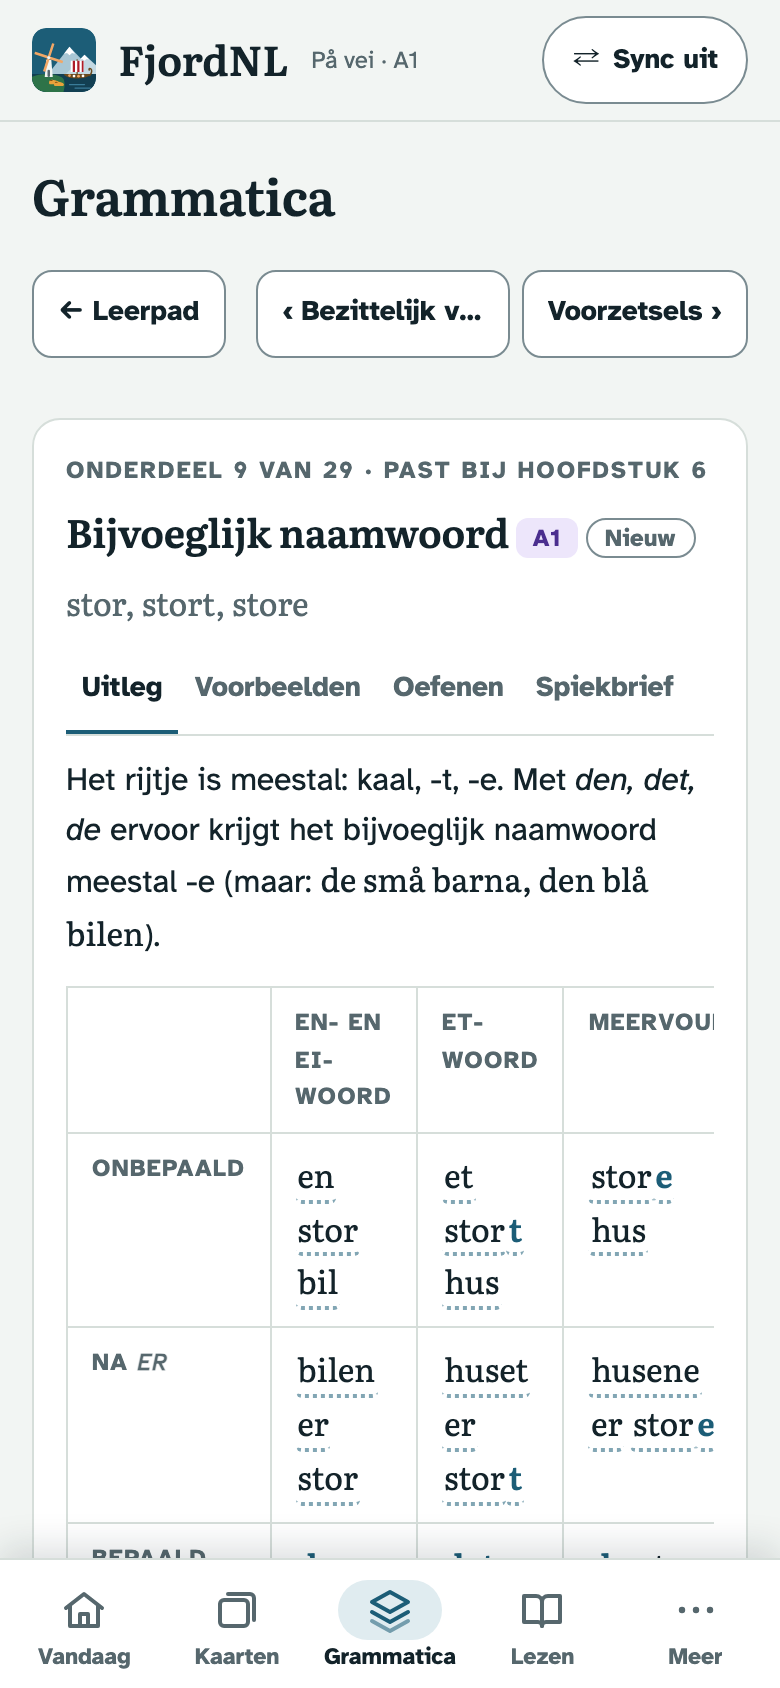 FjordNL På vei · A1 ⇄ Sync uit
Grammatica
← Leerpad ‹ Bezittelijk v... Voorzetsels ›
ONDERDEEL 9 VAN 29 · PAST BIJ HOOFDSTUK 6
Bijvoeglijk naamwoord A1 Nieuw
stor, stort, store
Uitleg Voorbeelden Oefenen Spiekbrief
Het rijtje is meestal: kaal, -t, -e. Met den, det,
de ervoor krijgt het bijvoeglijk naamwoord
meestal -e (maar: de små barna, den blå
bilen).
EN- EN EI-WOORD ET-WOORD MEERVOU
ONBEPAALD en stor bil et stort hus store hus
NA ER bilen er stor huset er stort husene er store
BEPAALD
Vandaag Kaarten Grammatica Lezen Meer